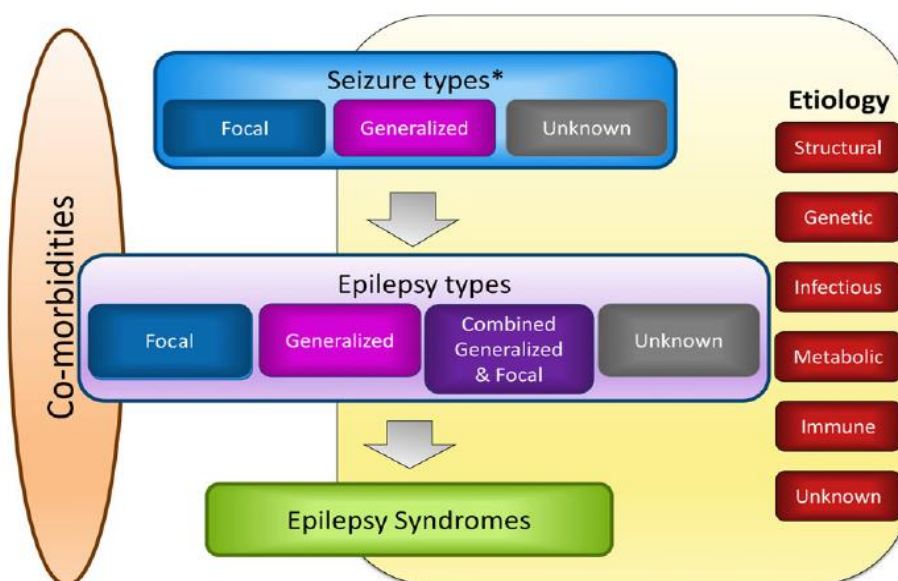 Co-morbidities
Seizure types*
Focal
Generalized
Unknown
Epilepsy types
Focal
Generalized
Combined
Generalized
& Focal
Unknown
Epilepsy Syndromes
Etiology
Structural
Genetic
Infectious
Metabolic
Immune
Unknown